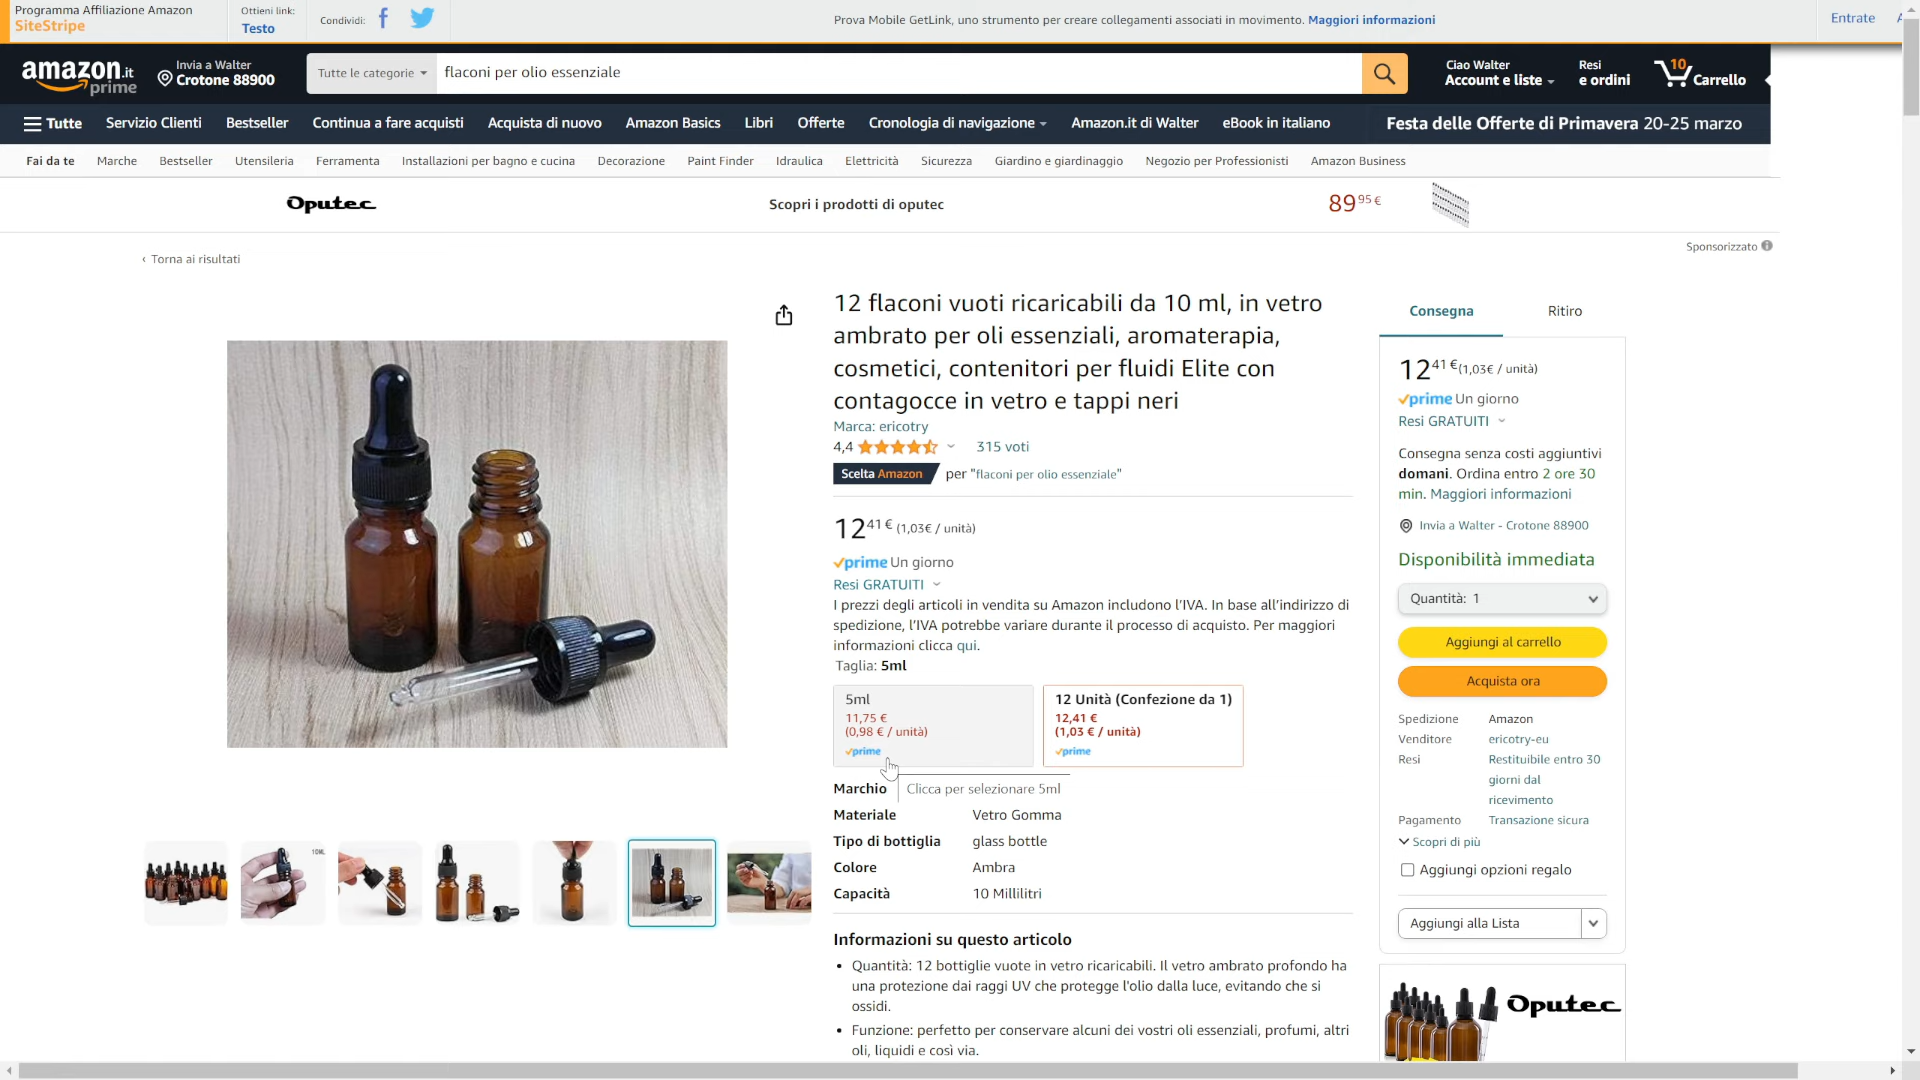 Programma Affiliazione Amazon
SiteStripe
Ottieni link:
Testo
Condividi:
Prova Mobile GetLink, uno strumento per creare collegamenti associati in movimento. Maggiori informazioni
Entrate
amazon.it
prime
Invia a Walter
Crotone 88900
Tutte le categorie
flaconi per olio essenziale
Ciao Walter
Account e liste
Resi
e ordini
10
Carrello
Tutte
Servizio Clienti
Bestseller
Continua a fare acquisti
Acquista di nuovo
Amazon Basics
Libri
Offerte
Cronologia di navigazione
Amazon.it di Walter
eBook in italiano
Festa delle Offerte di Primavera 20-25 marzo
Fai da te
Marche
Bestseller
Utensileria
Ferramenta
Installazioni per bagno e cucina
Decorazione
Paint Finder
Idraulica
Elettricità
Sicurezza
Giardino e giardinaggio
Negozio per Professionisti
Amazon Business
Oputec
Scopri i prodotti di oputec
89 95 €
Sponsorizzato
‹ Torna ai risultati
12 flaconi vuoti ricaricabili da 10 ml, in vetro
ambrato per oli essenziali, aromaterapia,
cosmetici, contenitori per fluidi Elite con
contagocce in vetro e tappi neri
Marca: ericotry
4,4
315 voti
Scelta Amazon per "flaconi per olio essenziale"
12 41 € (1,03€ / unità)
prime Un giorno
Resi GRATUITI
I prezzi degli articoli in vendita su Amazon includono l'IVA. In base all'indirizzo di
spedizione, l'IVA potrebbe variare durante il processo di acquisto. Per maggiori
informazioni clicca qui.
Taglia: 5ml
5ml
11,75 €
(0,98 € / unità)
prime
12 Unità (Confezione da 1)
12,41 €
(1,03 € / unità)
prime
Marchio
Clicca per selezionare 5ml
Materiale Vetro Gomma
Tipo di bottiglia glass bottle
Colore Ambra
Capacità 10 Millilitri
Informazioni su questo articolo
• Quantità: 12 bottiglie vuote in vetro ricaricabili. Il vetro ambrato profondo ha
una protezione dai raggi UV che protegge l'olio dalla luce, evitando che si
ossidi.
• Funzione: perfetto per conservare alcuni dei vostri oli essenziali, profumi, altri
oli, liquidi e così via.
Consegna
Ritiro
12 41 € (1,03€ / unità)
prime Un giorno
Resi GRATUITI
Consegna senza costi aggiuntivi
domani. Ordina entro 2 ore 30
min. Maggiori informazioni
Invia a Walter - Crotone 88900
Disponibilità immediata
Quantità: 1
Aggiungi al carrello
Acquista ora
Spedizione Amazon
Venditore ericotry-eu
Resi Restituibile entro 30
giorni dal
ricevimento
Pagamento Transazione sicura
Scopri di più
Aggiungi opzioni regalo
Aggiungi alla Lista
Oputec